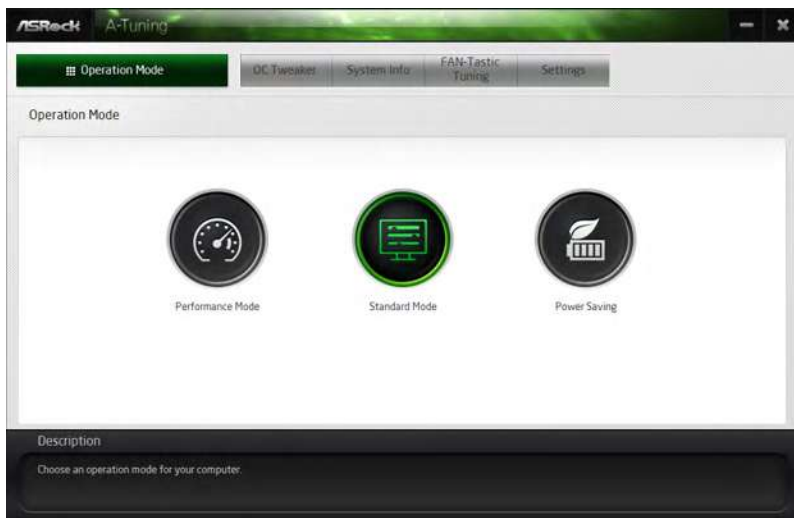 ASRock A-Tuning
Operation Mode OC Tweaker System Info FAN-Tastic Tuning Settings
Operation Mode
Performance Mode Standard Mode Power Saving
Description
Choose an operation mode for your computer.